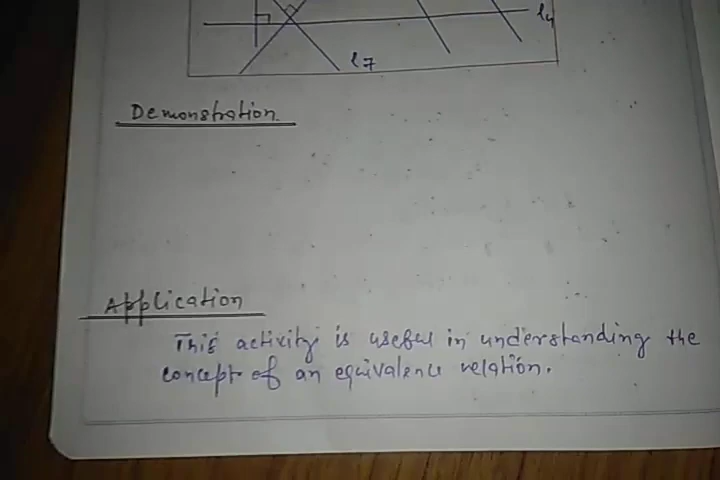 l4
l7
Demonstration.
Application
This activity is useful in understanding the
concept of an equivalence relation.